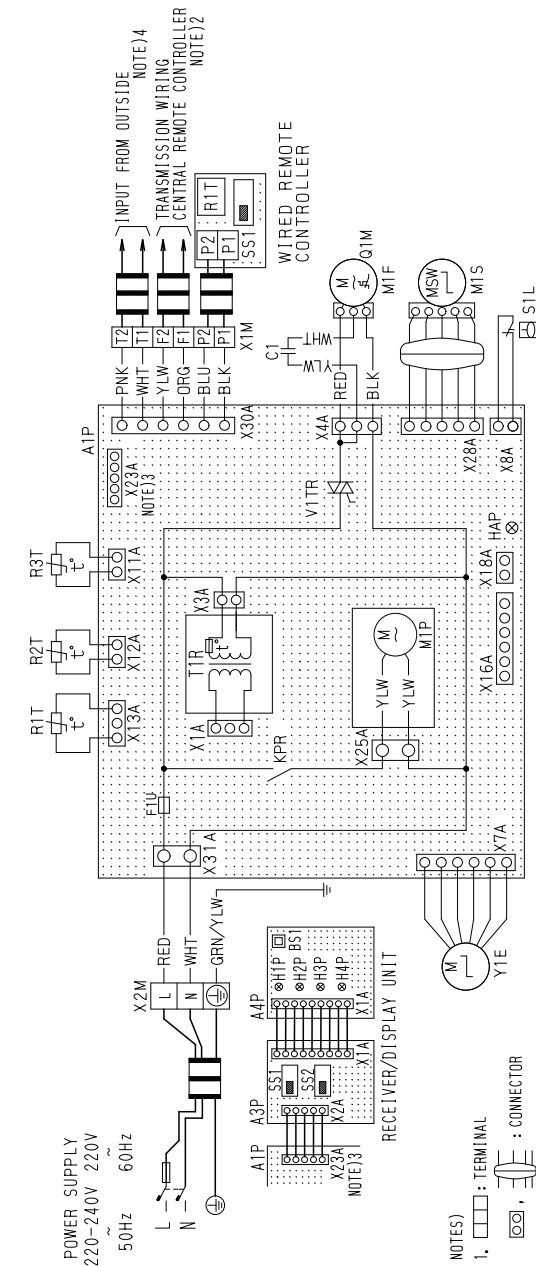 POWER SUPPLY
220-240V 220V
~ ~
50Hz 60Hz
L
N
X2M
L
N
RED
WHT
GRN/YLW
X31A
F1U
R1T
t°
X13A
R2T
t°
X12A
R3T
t°
X11A
A1P
X23A
NOTE)3
X1A
T1R
t°
X3A
KPR
X25A
YLW
YLW
M
~
M1P
V1TR
X16A
X18A
HAP
X30A
PNK
WHT
YLW
ORG
BLU
BLK
T2
T1
F2
F1
P2
P1
X1M
INPUT FROM OUTSIDE
NOTE)4
TRANSMISSION WIRING
CENTRAL REMOTE CONTROLLER
NOTE)2
P2
P1
R1T
SS1
WIRED REMOTE
CONTROLLER
X4A
RED
BLK
YLW
WHT
C1
M
~
Q1M
M1F
X28A
MSW
M1S
X8A
S1L
X7A
M
Y1E
A1P
X23A
NOTE)3
A3P
X2A
SS1
SS2
X1A
A4P
X1A
H1P
H2P
H3P
H4P
BS1
RECEIVER/DISPLAY UNIT
NOTES)
1. : TERMINAL
, : CONNECTOR